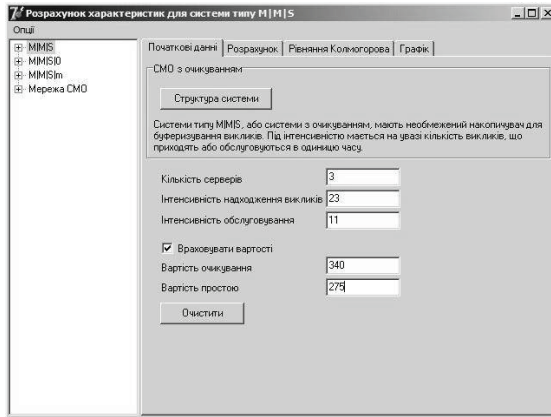 Розрахунок характеристик для системи типу M|M|S
Опції
M|M|S
M|M|S|0
M|M|S|m
Мережа СМО
Початкові данні
Розрахунок
Рівняння Колмогорова
Графік
СМО з очикуванням
Структура системи
Системи типу M|M|S, або системи з очикуванням, мають необмежений накопичувач для
буферизування викликів. Під інтенсивністю мається на увазі кількість викликів, що
приходять або обслуговуються в одиницю часу.
Кількість серверів 3
Інтенсивність надходження викликів 23
Інтенсивність обслуговування 11
Враховувати вартості
Вартість очикування 340
Вартість простою 275
Очистити